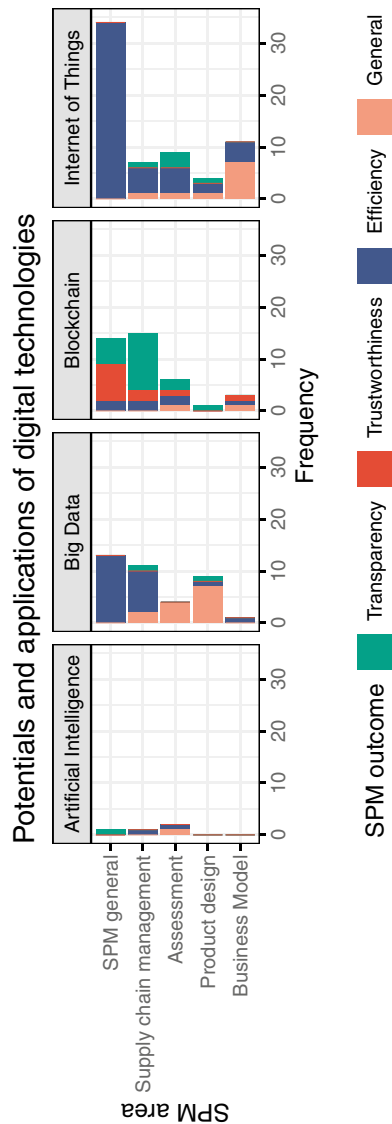 Potentials and applications of digital technologies
Artificial Intelligence
Big Data
Blockchain
Internet of Things
SPM area
SPM general
Supply chain management
Assessment
Product design
Business Model
0 10 20 30
0 10 20 30
0 10 20 30
0 10 20 30
Frequency
SPM outcome
Transparency
Trustworthiness
Efficiency
General